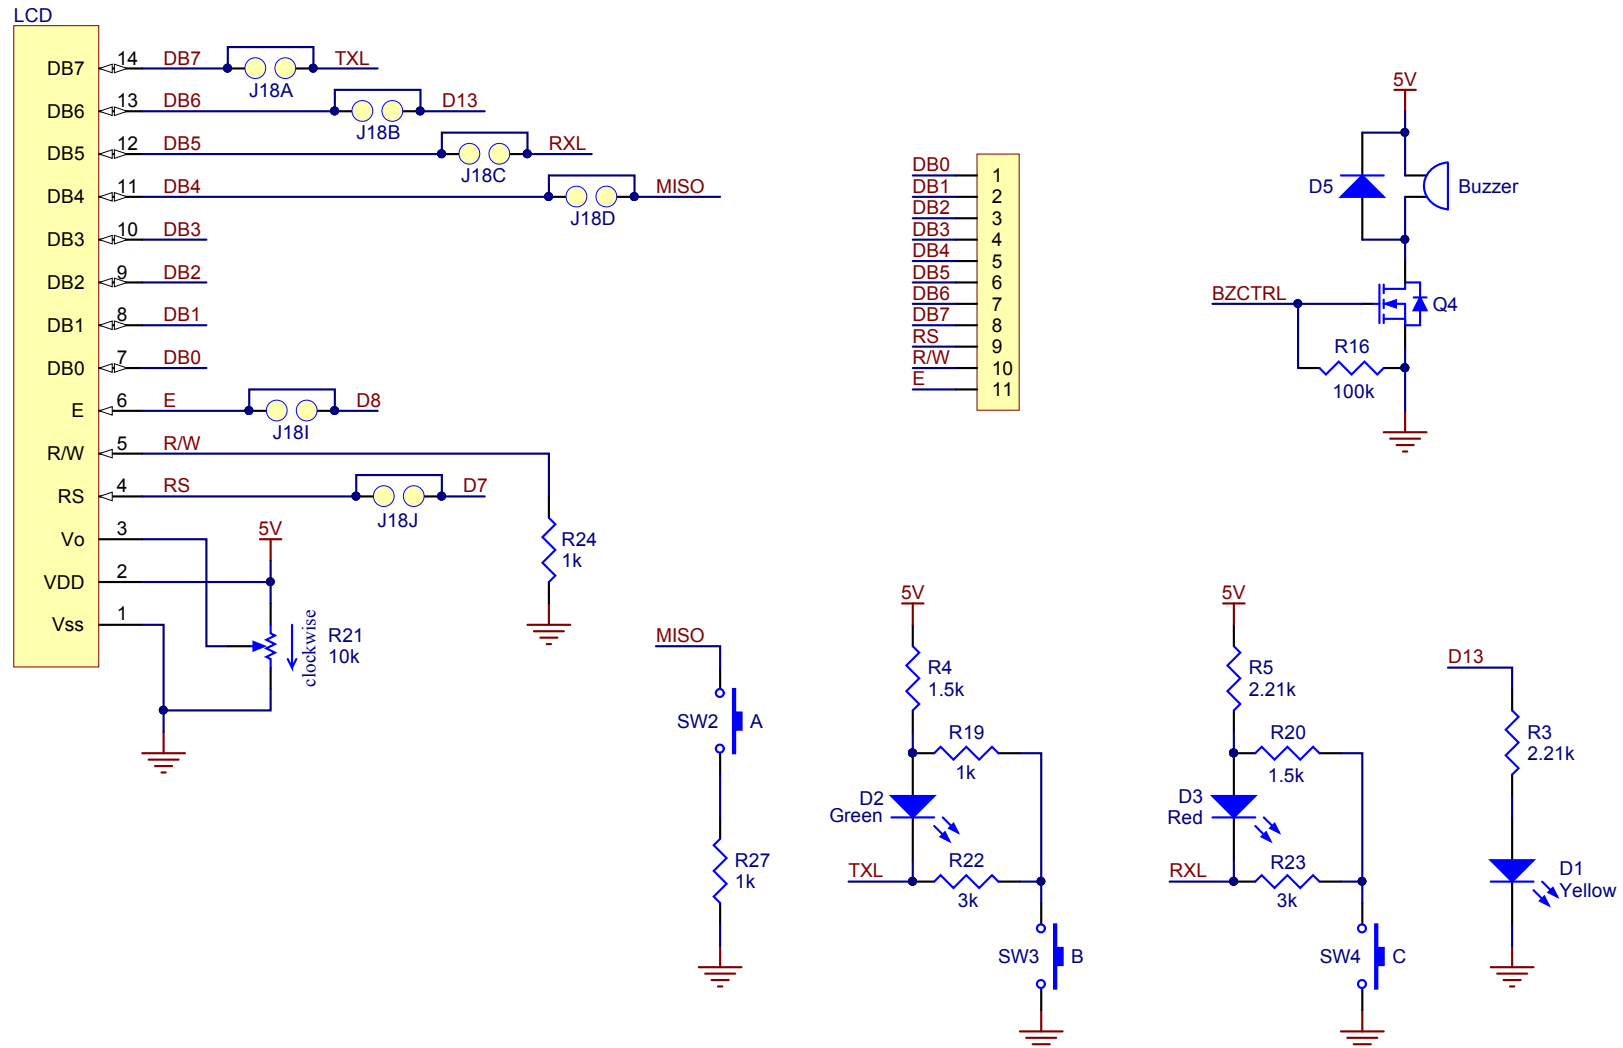 LCD
DB7 14 DB7 TXL
J18A
DB6 13 DB6 D13
J18B
DB5 12 DB5 RXL
J18C
DB4 11 DB4 MISO
J18D
DB3 10 DB3
DB2 9 DB2
DB1 8 DB1
DB0 7 DB0
E 6 E D8
J18I
R/W 5 R/W
RS 4 RS D7
J18J
Vo 3
VDD 2
Vss 1
5V
R21
10k
clockwise
R24
1k
DB0 1
DB1 2
DB2 3
DB3 4
DB4 5
DB5 6
DB6 7
DB7 8
RS 9
R/W 10
E 11
5V
D5 Buzzer
BZCTRL Q4
R16
100k
MISO
SW2 A
R27
1k
5V
R4
1.5k
R19
1k
D2
Green
TXL
R22
3k
SW3 B
5V
R5
2.21k
R20
1.5k
D3
Red
RXL
R23
3k
SW4 C
D13
R3
2.21k
D1
Yellow